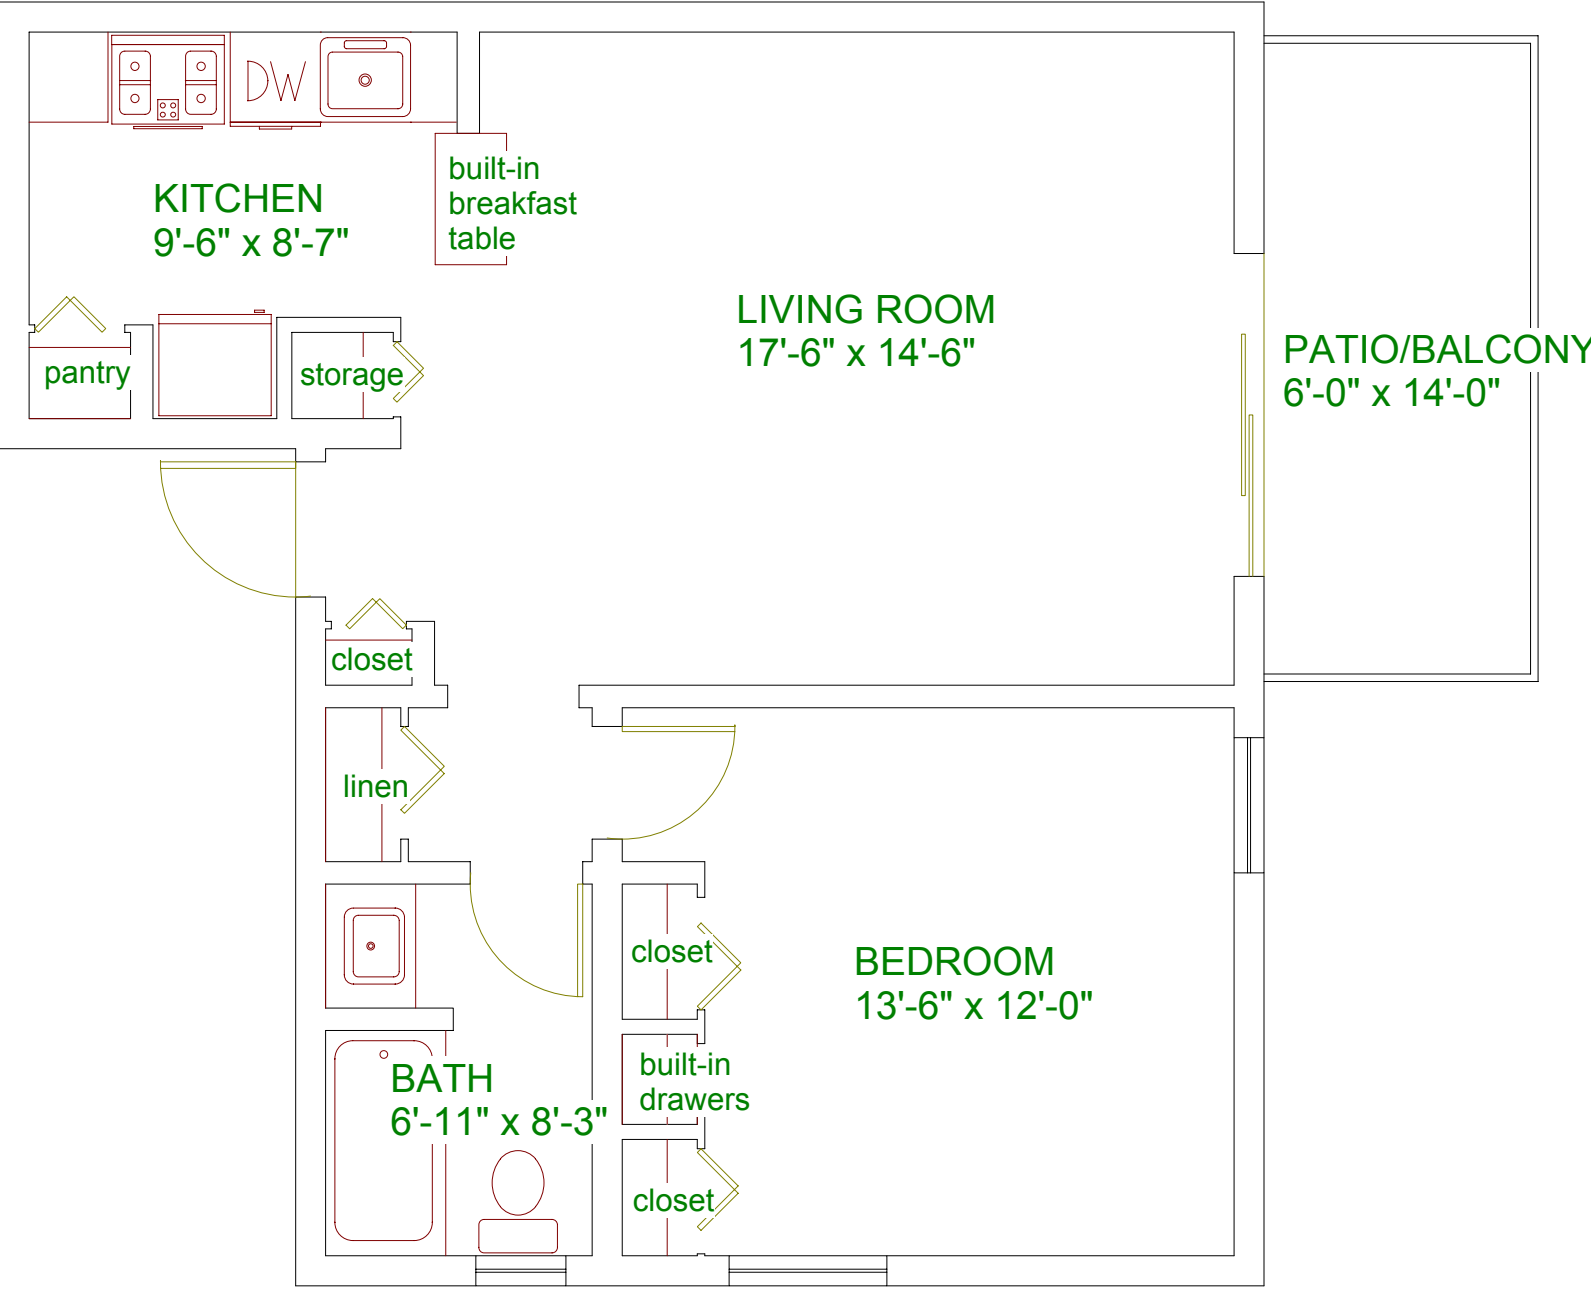 DW
built-in
breakfast
table
KITCHEN
9'-6" x 8'-7"
LIVING ROOM
17'-6" x 14'-6"
PATIO/BALCONY
6'-0" x 14'-0"
pantry
storage
closet
linen
closet
BEDROOM
13'-6" x 12'-0"
built-in
drawers
BATH
6'-11" x 8'-3"
closet